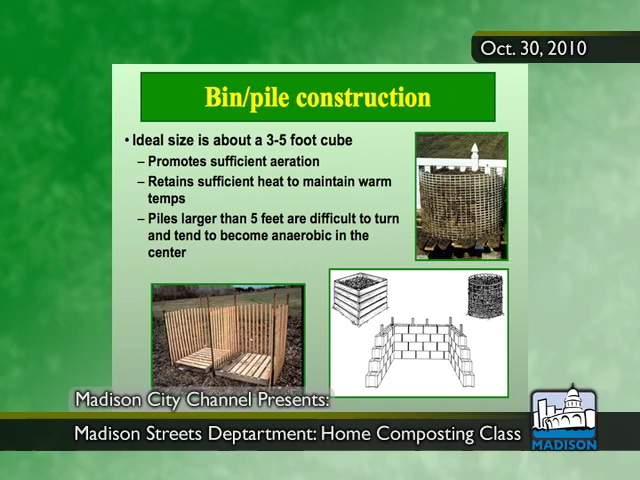 Oct. 30, 2010
Bin/pile construction
• Ideal size is about a 3-5 foot cube
– Promotes sufficient aeration
– Retains sufficient heat to maintain warm
temps
– Piles larger than 5 feet are difficult to turn
and tend to become anaerobic in the
center
Madison City Channel Presents:
Madison Streets Deptartment: Home Composting Class
MADISON